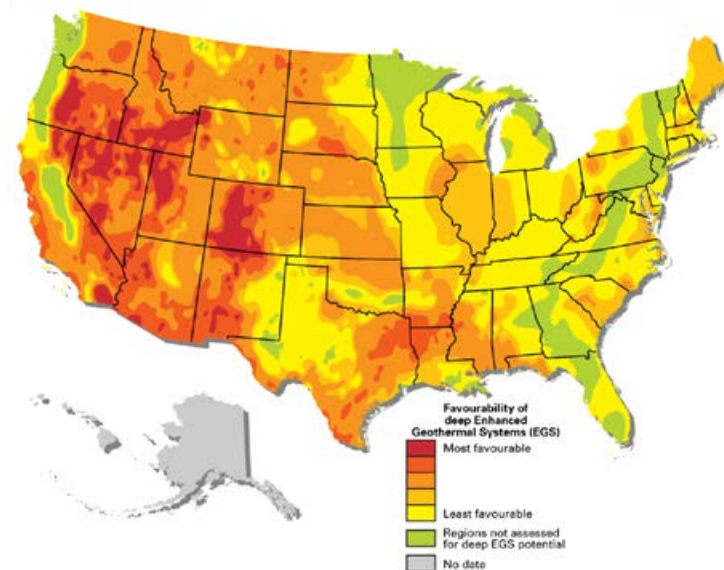 Favourability of
deep Enhanced
Geothermal Systems (EGS)
Most favourable
Least favourable
Regions not assessed
for deep EGS potential
No data